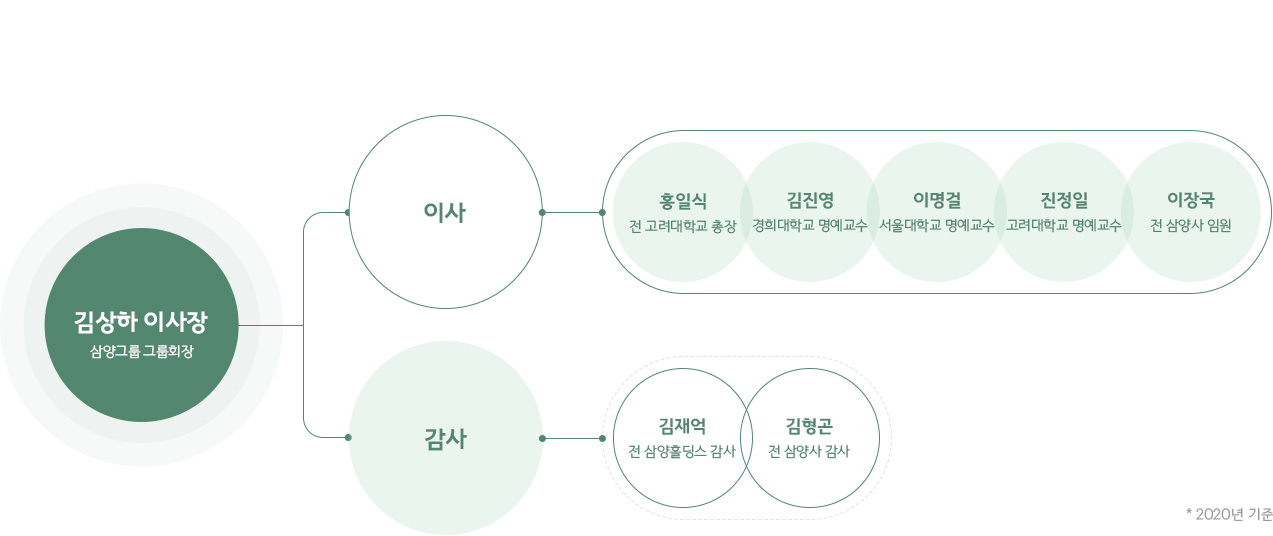 김상하 이사장
삼양그룹 그룹회장
이사
홍일식
전 고려대학교 총장
김진영
경희대학교 명예교수
이명걸
서울대학교 명예교수
진정일
고려대학교 명예교수
이장국
전 삼양사 임원
감사
김재억
전 삼양홀딩스 감사
김형곤
전 삼양사 감사
* 2020년 기준